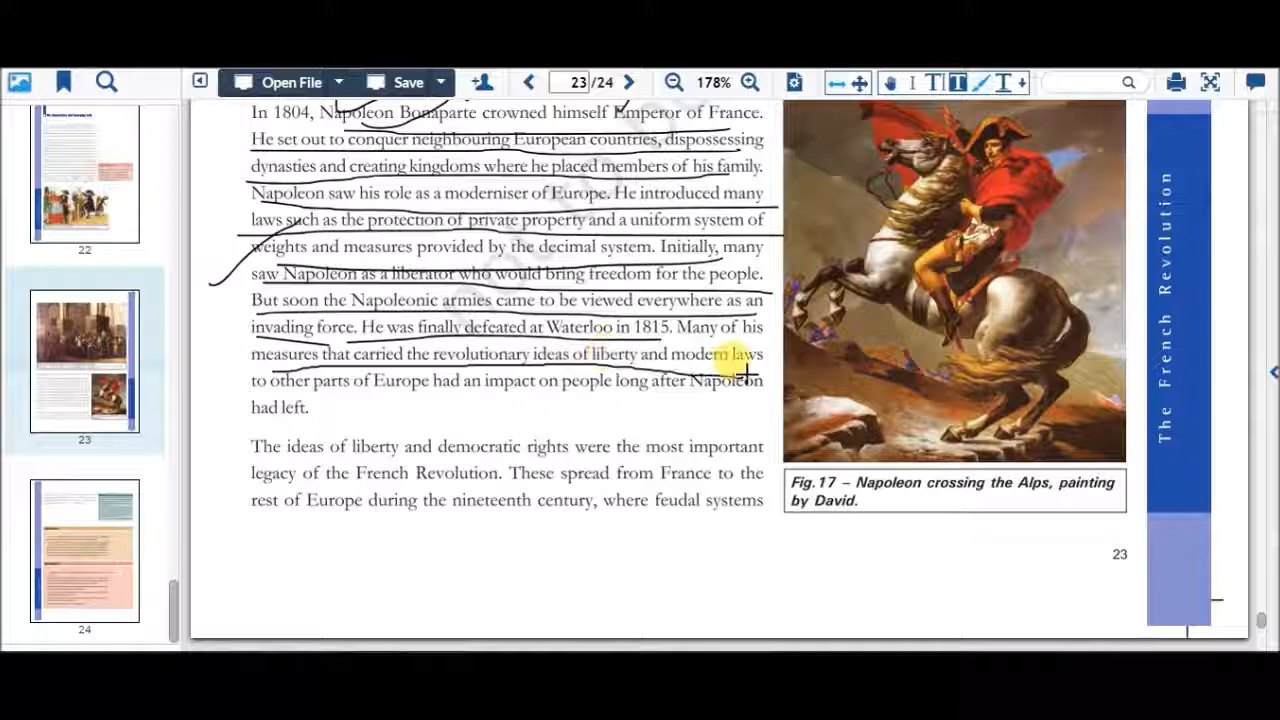 Open File
Save
23
/24
178%
In 1804, Napoleon Bonaparte crowned himself Emperor of France.
He set out to conquer neighbouring European countries, dispossessing
dynasties and creating kingdoms where he placed members of his family.
Napoleon saw his role as a moderniser of Europe. He introduced many
laws such as the protection of private property and a uniform system of
weights and measures provided by the decimal system. Initially, many
saw Napoleon as a liberator who would bring freedom for the people.
But soon the Napoleonic armies came to be viewed everywhere as an
invading force. He was finally defeated at Waterloo in 1815. Many of his
measures that carried the revolutionary ideas of liberty and modern laws
to other parts of Europe had an impact on people long after Napoleon
had left.
The ideas of liberty and democratic rights were the most important
legacy of the French Revolution. These spread from France to the
rest of Europe during the nineteenth century, where feudal systems
Fig.17 – Napoleon crossing the Alps, painting
by David.
23
The French Revolution
22
23
24